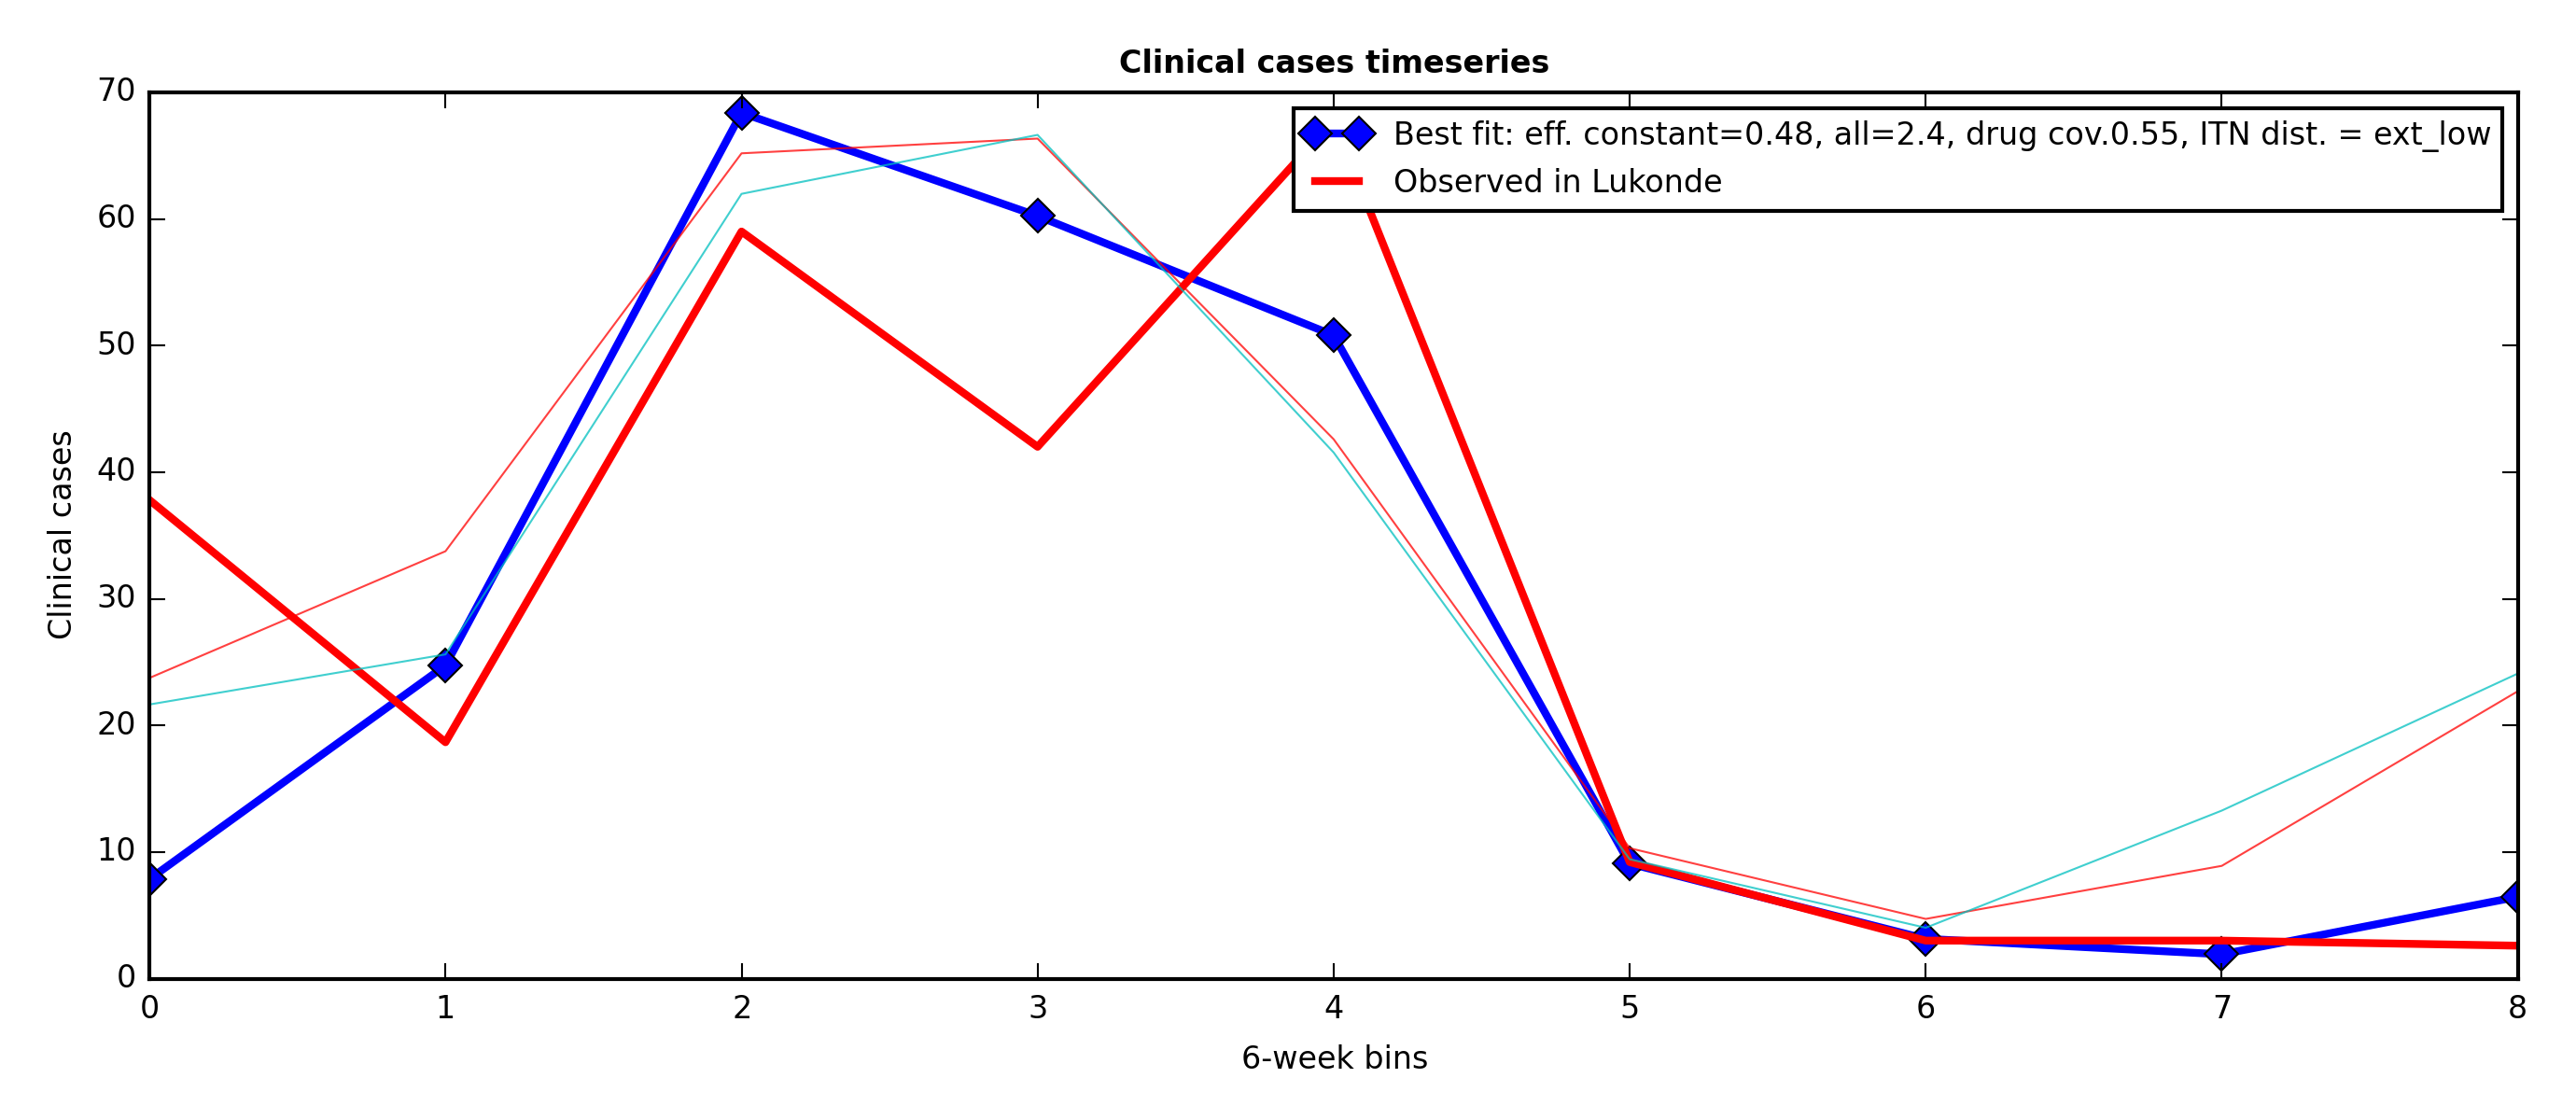 Clinical cases timeseries
70
60
50
40
30
20
10
0
Clinical cases
Best fit: eff. constant=0.48, all=2.4, drug cov.0.55, ITN dist. = ext_low
Observed in Lukonde
0 1 2 3 4 5 6 7 8
6-week bins